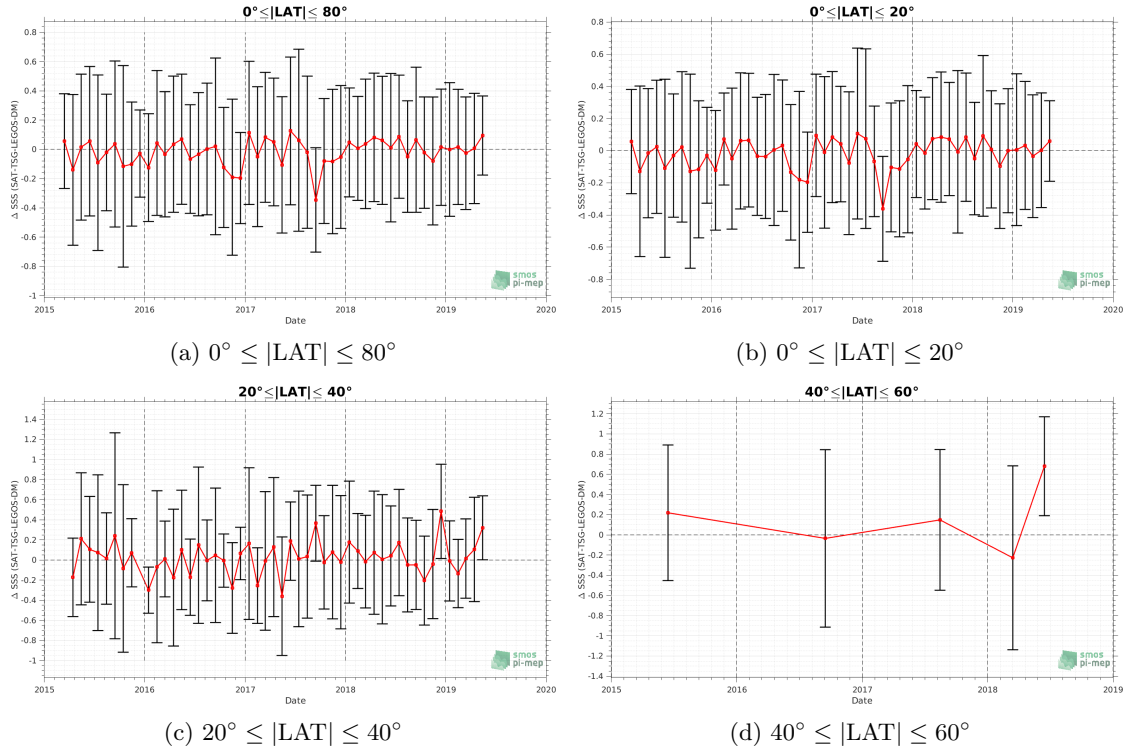 0°≤|LAT|≤ 80°
Δ SSS (SAT-TSG-LEGOS-DM)
0.8
0.6
0.4
0.2
0
-0.2
-0.4
-0.6
-0.8
-1
2015
2016
2017
2018
2019
2020
Date
smos
pi-mep
(a) 0° ≤ |LAT| ≤ 80°
0°≤|LAT|≤ 20°
Δ SSS (SAT-TSG-LEGOS-DM)
0.8
0.6
0.4
0.2
0
-0.2
-0.4
-0.6
-0.8
2015
2016
2017
2018
2019
2020
Date
smos
pi-mep
(b) 0° ≤ |LAT| ≤ 20°
20°≤|LAT|≤ 40°
Δ SSS (SAT-TSG-LEGOS-DM)
1.4
1.2
1
0.8
0.6
0.4
0.2
0
-0.2
-0.4
-0.6
-0.8
-1
2015
2016
2017
2018
2019
2020
Date
smos
pi-mep
(c) 20° ≤ |LAT| ≤ 40°
40°≤|LAT|≤ 60°
Δ SSS (SAT-TSG-LEGOS-DM)
1.2
1
0.8
0.6
0.4
0.2
0
-0.2
-0.4
-0.6
-0.8
-1
-1.2
-1.4
2015
2016
2017
2018
2019
Date
smos
pi-mep
(d) 40° ≤ |LAT| ≤ 60°